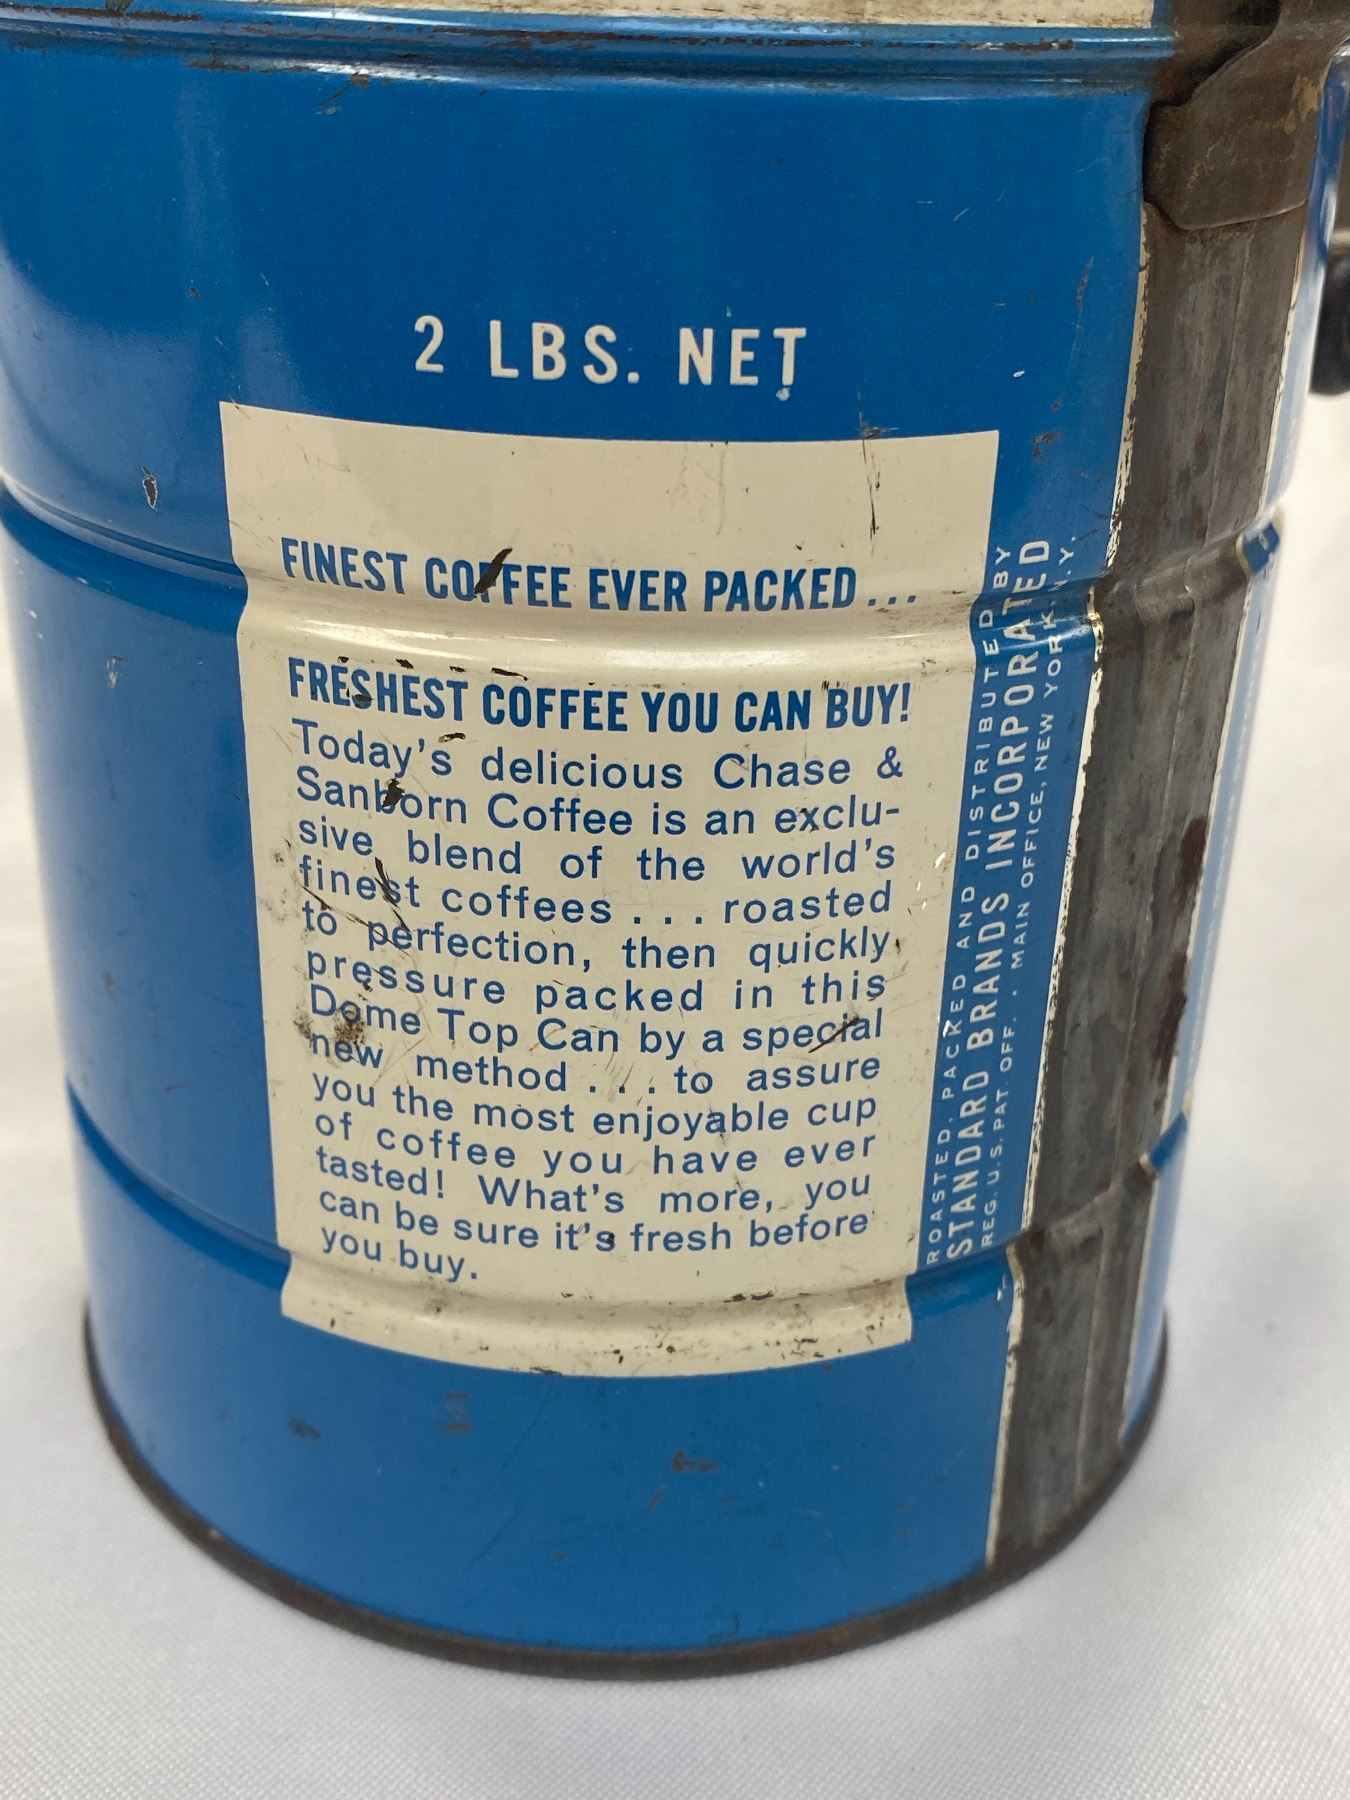 2 LBS. NET
FINEST COFFEE EVER PACKED...
FRESHEST COFFEE YOU CAN BUY!
Today's delicious Chase &
Sanborn Coffee is an exclu-
sive blend of the world's
finest coffees . . . roasted
to perfection, then quickly
pressure packed in this
Dome Top Can by a special
new method . . . to assure
you the most enjoyable cup
of coffee you have ever
tasted! What's more, you
can be sure it's fresh before
you buy.
ROASTED, PACKED AND DISTRIBUTED BY
STANDARD BRANDS INCORPORATED
REG. U.S. PAT. OFF. . MAIN OFFICE, NEW YORK, N.Y.